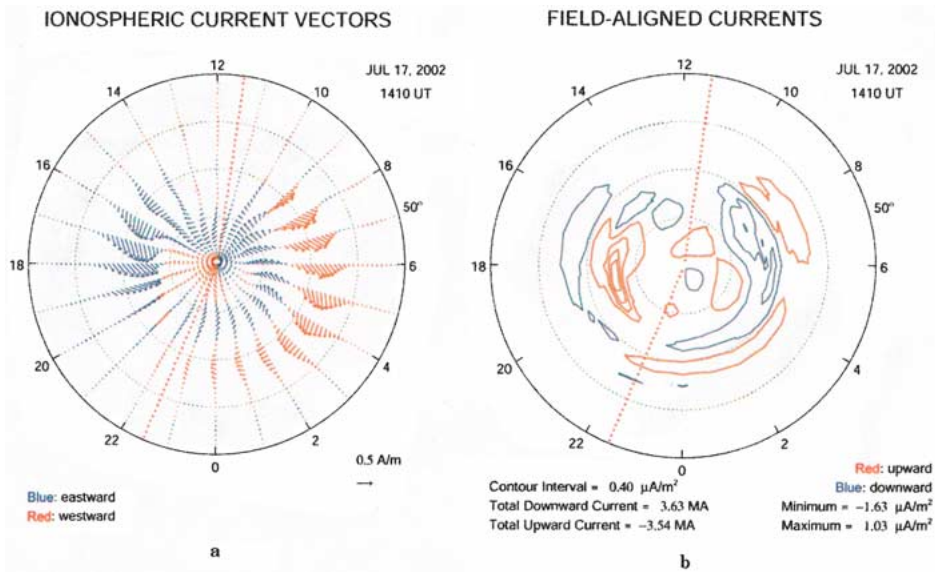 IONOSPHERIC CURRENT VECTORS
JUL 17, 2002
1410 UT
12
14
10
16
8
50°
18
6
20
4
22
2
0
0.5 A/m
Blue: eastward
Red: westward
a
FIELD-ALIGNED CURRENTS
JUL 17, 2002
1410 UT
12
14
10
16
8
50°
18
6
20
4
22
2
0
Red: upward
Blue: downward
Contour Interval = 0.40 μA/m²
Total Downward Current = 3.63 MA
Minimum = -1.63 μA/m²
Total Upward Current = -3.54 MA
Maximum = 1.03 μA/m²
b